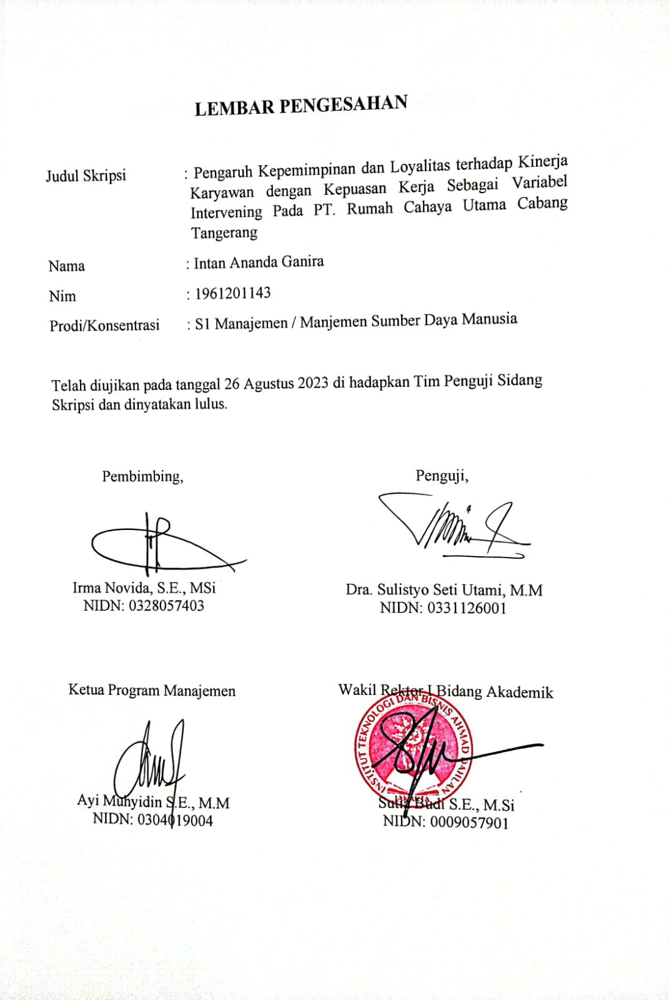 LEMBAR PENGESAHAN
Judul Skripsi : Pengaruh Kepemimpinan dan Loyalitas terhadap Kinerja
Karyawan dengan Kepuasan Kerja Sebagai Variabel
Intervening Pada PT. Rumah Cahaya Utama Cabang
Tangerang
Nama : Intan Ananda Ganira
Nim : 1961201143
Prodi/Konsentrasi : S1 Manajemen / Manjemen Sumber Daya Manusia
Telah diujikan pada tanggal 26 Agustus 2023 di hadapkan Tim Penguji Sidang
Skripsi dan dinyatakan lulus.
Pembimbing,
Irma Novida, S.E., MSi
NIDN: 0328057403
Penguji,
Dra. Sulistyo Seti Utami, M.M
NIDN: 0331126001
Ketua Program Manajemen
Ayi Muhyidin S.E., M.M
NIDN: 0304019004
Wakil Rektor I Bidang Akademik
INSTITUT TEKNOLOGI DAN BISNIS AHMAD DAHLAN
JAKARTA
Budi S.E., M.Si
NIDN: 0009057901